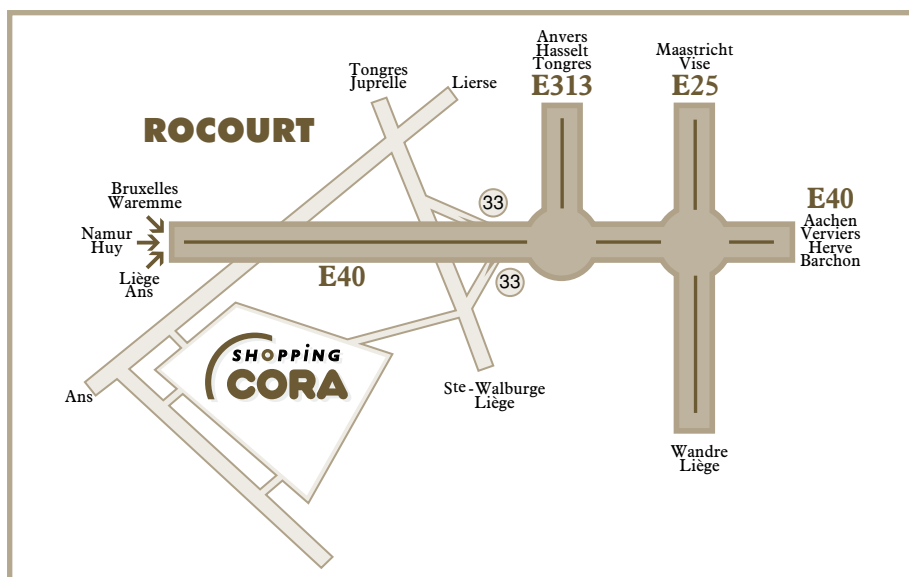 Anvers
Hasselt
Tongres
E313
Maastricht
Vise
E25
Tongres
Juprelle
Lierse
ROCOURT
Bruxelles
Waremme
33
E40
Aachen
Verviers
Herve
Barchon
Namur
Huy
Liège
Ans
E40
33
SHOPPING
CORA
Ans
Ste-Walburge
Liège
Wandre
Liège